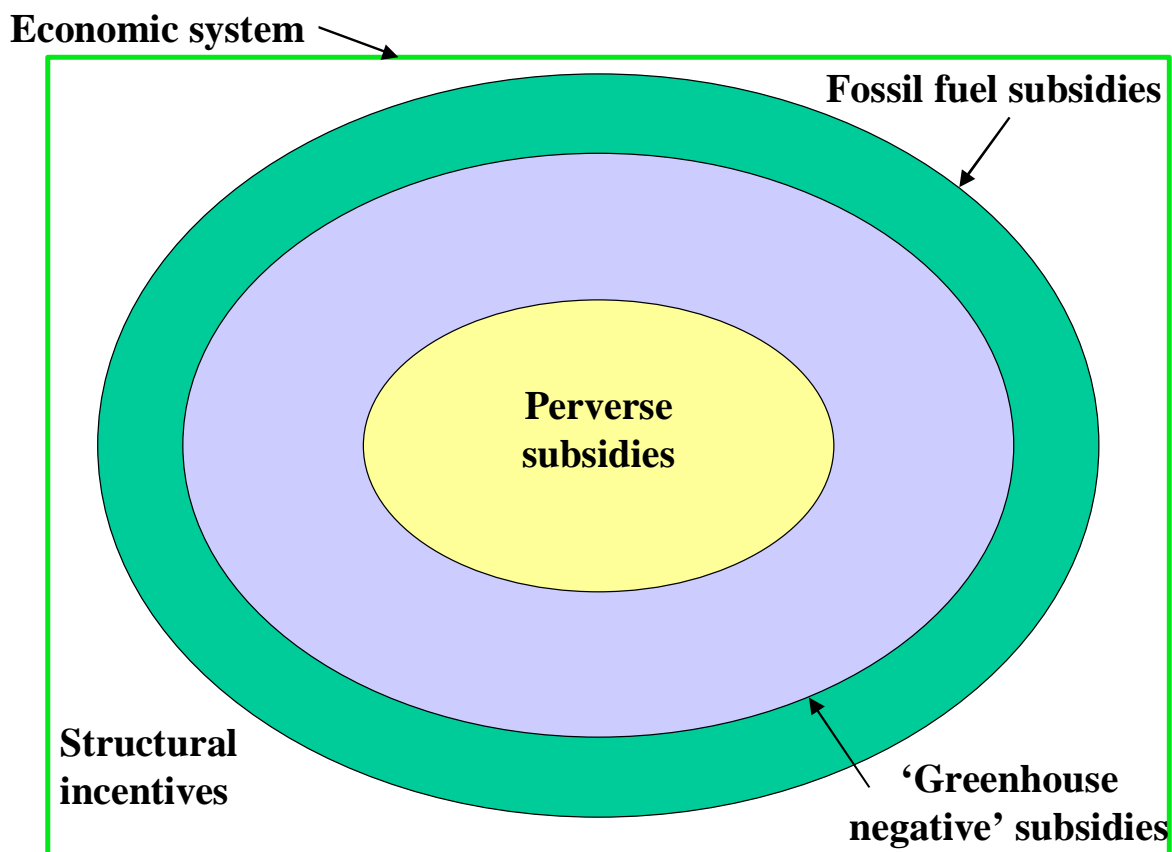 Economic system
Fossil fuel subsidies
Perverse
subsidies
Structural
incentives
‘Greenhouse
negative’ subsidies